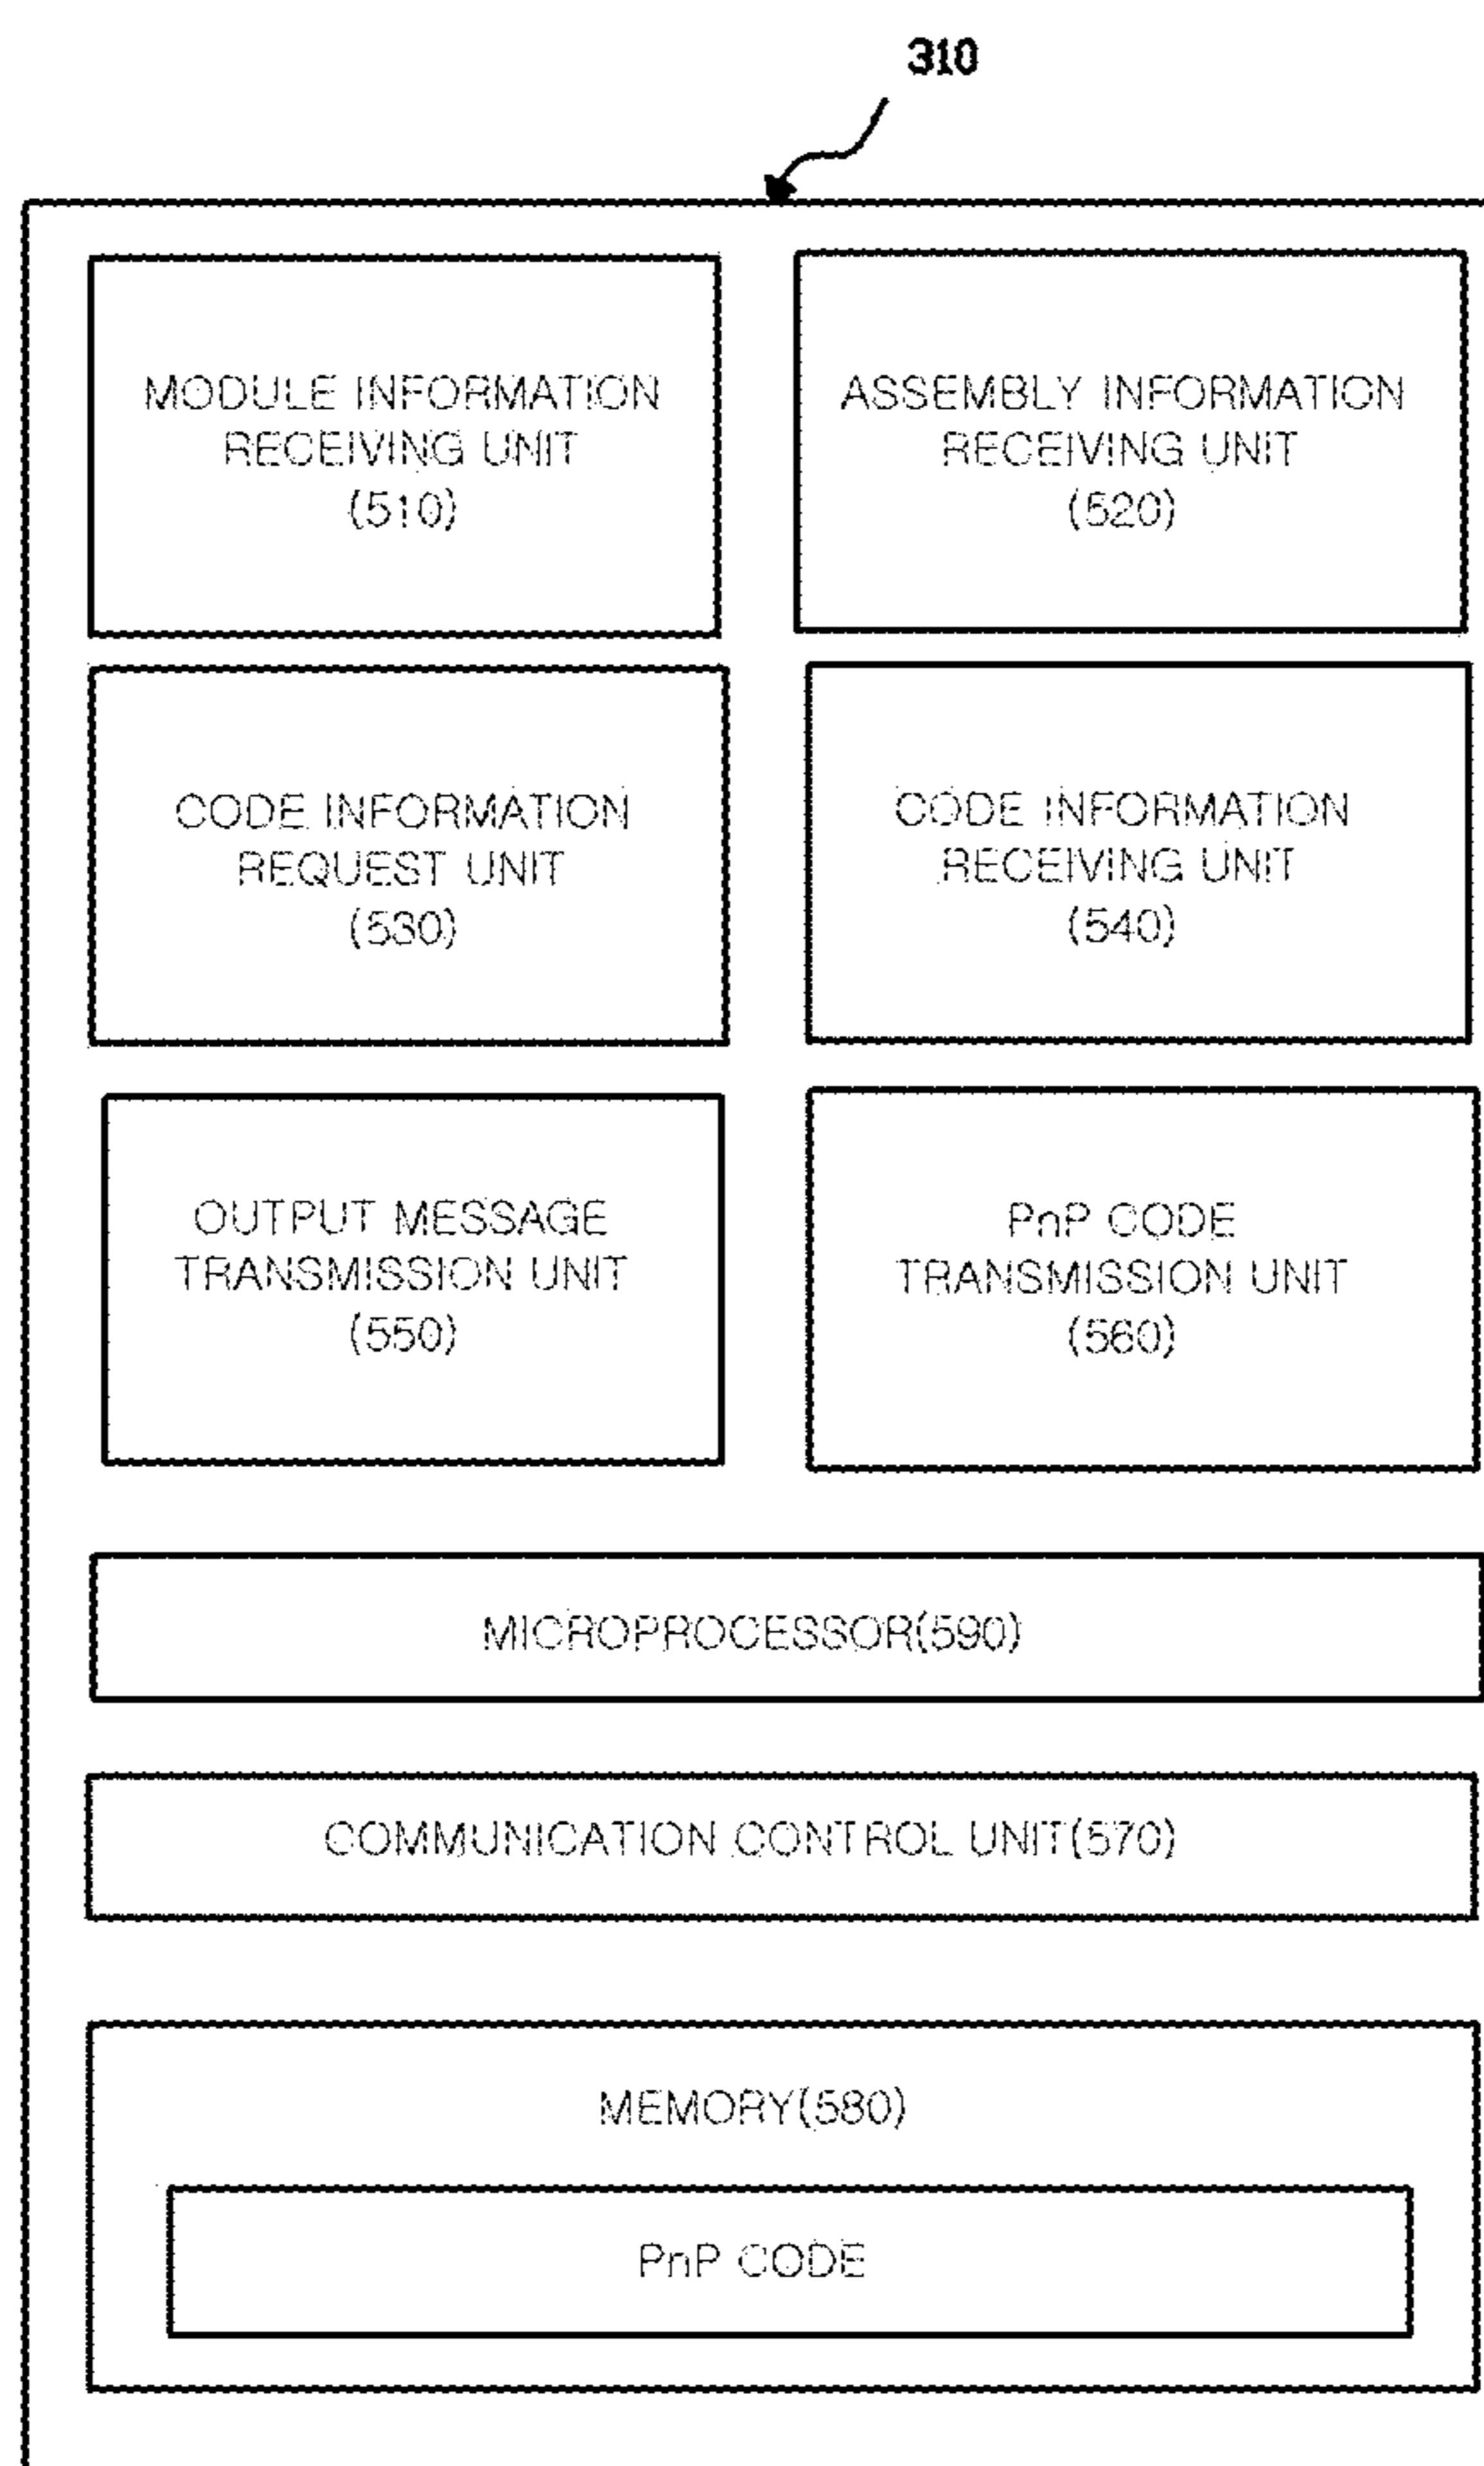 310
MODULE INFORMATION
RECEIVING UNIT
(510)
ASSEMBLY INFORMATION
RECEIVING UNIT
(520)
CODE INFORMATION
REQUEST UNIT
(530)
CODE INFORMATION
RECEIVING UNIT
(540)
OUTPUT MESSAGE
TRANSMISSION UNIT
(550)
PnP CODE
TRANSMISSION UNIT
(560)
MICROPROCESSOR(590)
COMMUNICATION CONTROL UNIT(570)
MEMORY(580)
PnP CODE